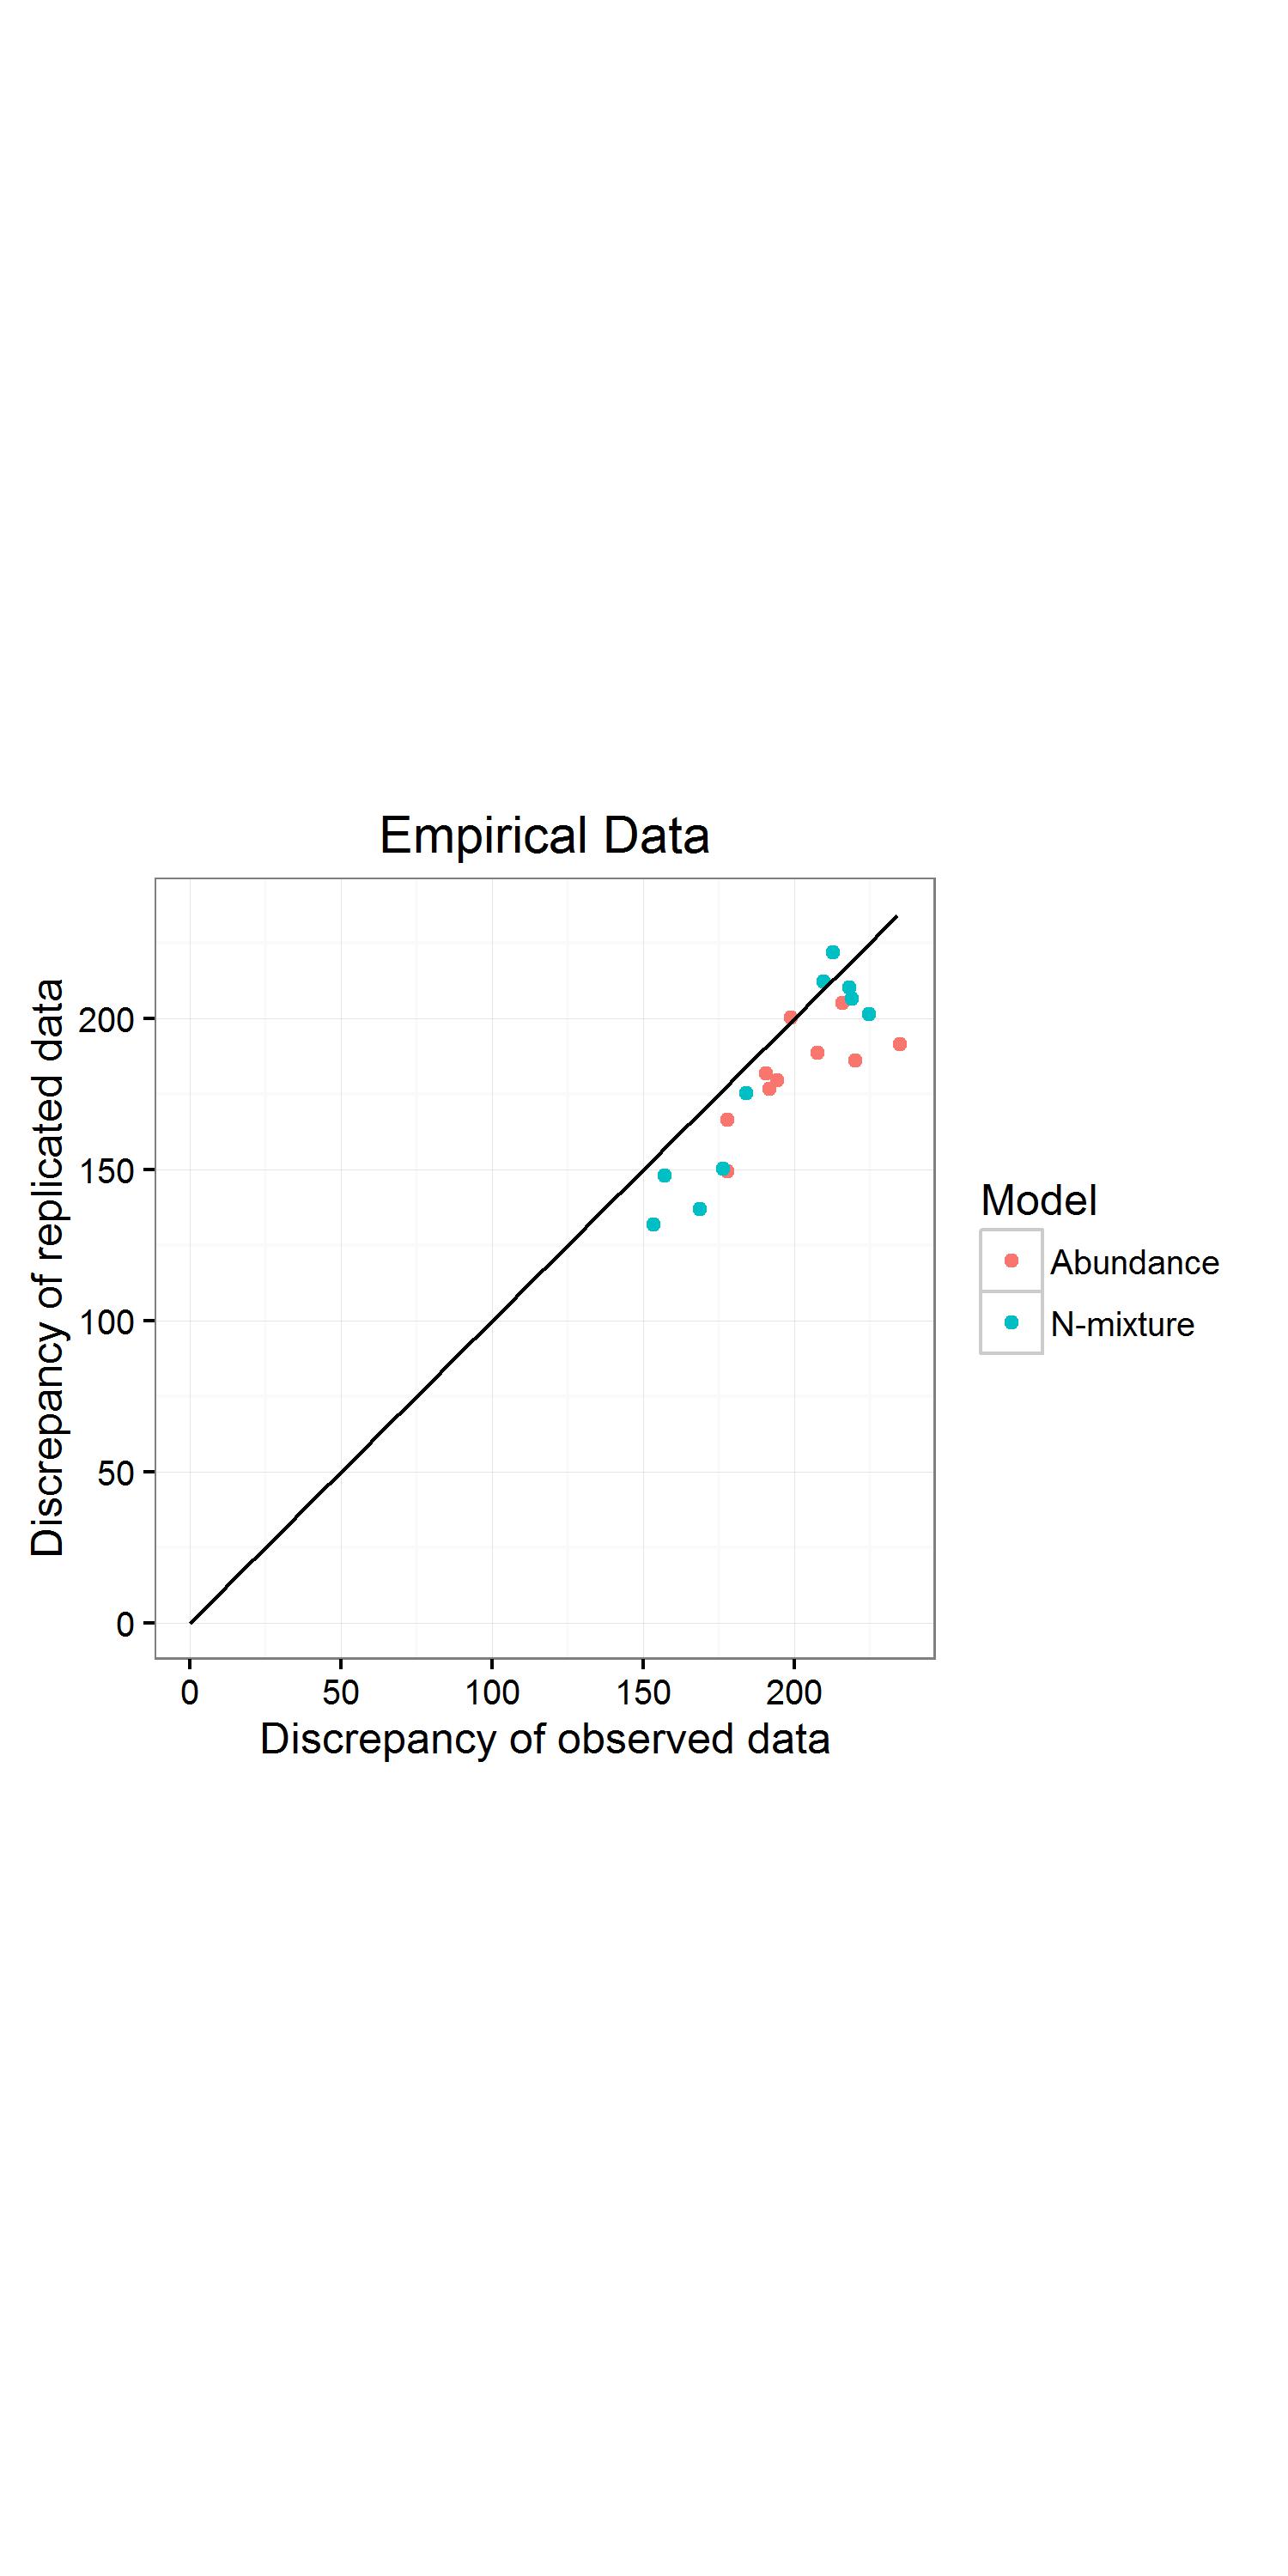 Empirical Data
Discrepancy of replicated data
200
150
100
50
0
0 50 100 150 200
Discrepancy of observed data
Model
Abundance
N-mixture